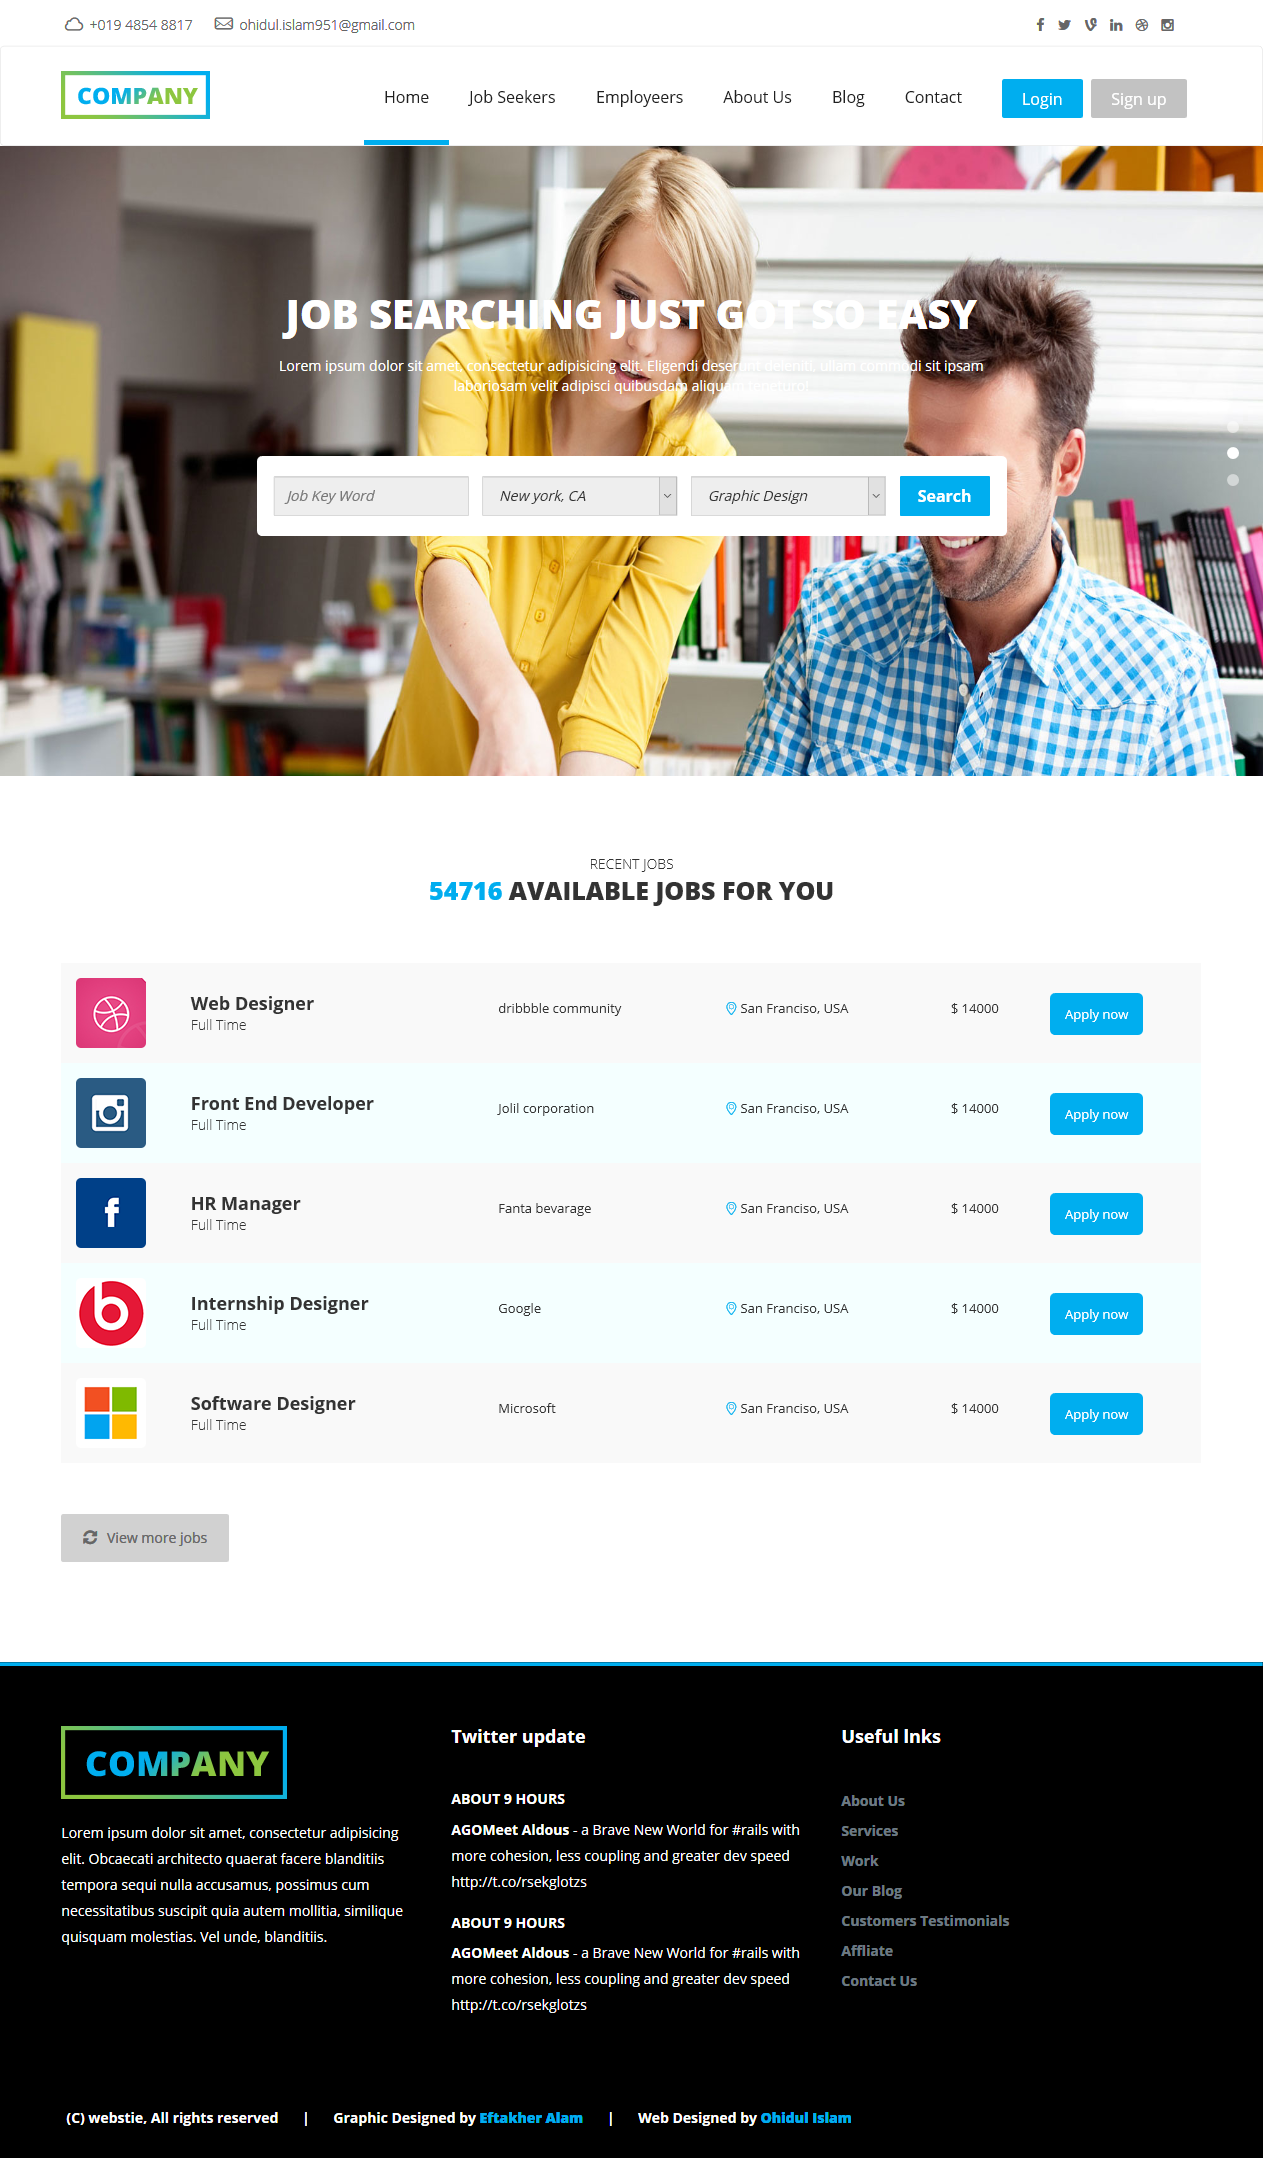 +019 4854 8817 ohidul.islam951@gmail.com
COMPANY
Home Job Seekers Employeers About Us Blog Contact Login Sign up
JOB SEARCHING JUST GOT SO EASY
Lorem ipsum dolor sit amet, consectetur adipisicing elit. Eligendi deserunt deleniti, ullam commodi sit ipsam
laboriosam velit adipisci quibusdam aliquam tenetur!
Job Key Word New york, CA Graphic Design Search
RECENT JOBS
54716 AVAILABLE JOBS FOR YOU
Web Designer
Full Time
dribbble community San Franciso, USA $ 14000 Apply now
Front End Developer
Full Time
Jolil corporation San Franciso, USA $ 14000 Apply now
HR Manager
Full Time
Fanta bevarage San Franciso, USA $ 14000 Apply now
Internship Designer
Full Time
Google San Franciso, USA $ 14000 Apply now
Software Designer
Full Time
Microsoft San Franciso, USA $ 14000 Apply now
View more jobs
COMPANY
Lorem ipsum dolor sit amet, consectetur adipisicing
elit. Obcaecati architecto quaerat facere blanditiis
tempora sequi nulla accusamus, possimus cum
necessitatibus suscipit quia autem mollitia, similique
quisquam molestias. Vel unde, blanditiis.
Twitter update
ABOUT 9 HOURS
AGOMeet Aldous - a Brave New World for #rails with
more cohesion, less coupling and greater dev speed
http://t.co/rsekglotzs
ABOUT 9 HOURS
AGOMeet Aldous - a Brave New World for #rails with
more cohesion, less coupling and greater dev speed
http://t.co/rsekglotzs
Useful lnks
About Us
Services
Work
Our Blog
Customers Testimonials
Affliate
Contact Us
(C) webstie, All rights reserved | Graphic Designed by Eftakher Alam | Web Designed by Ohidul Islam